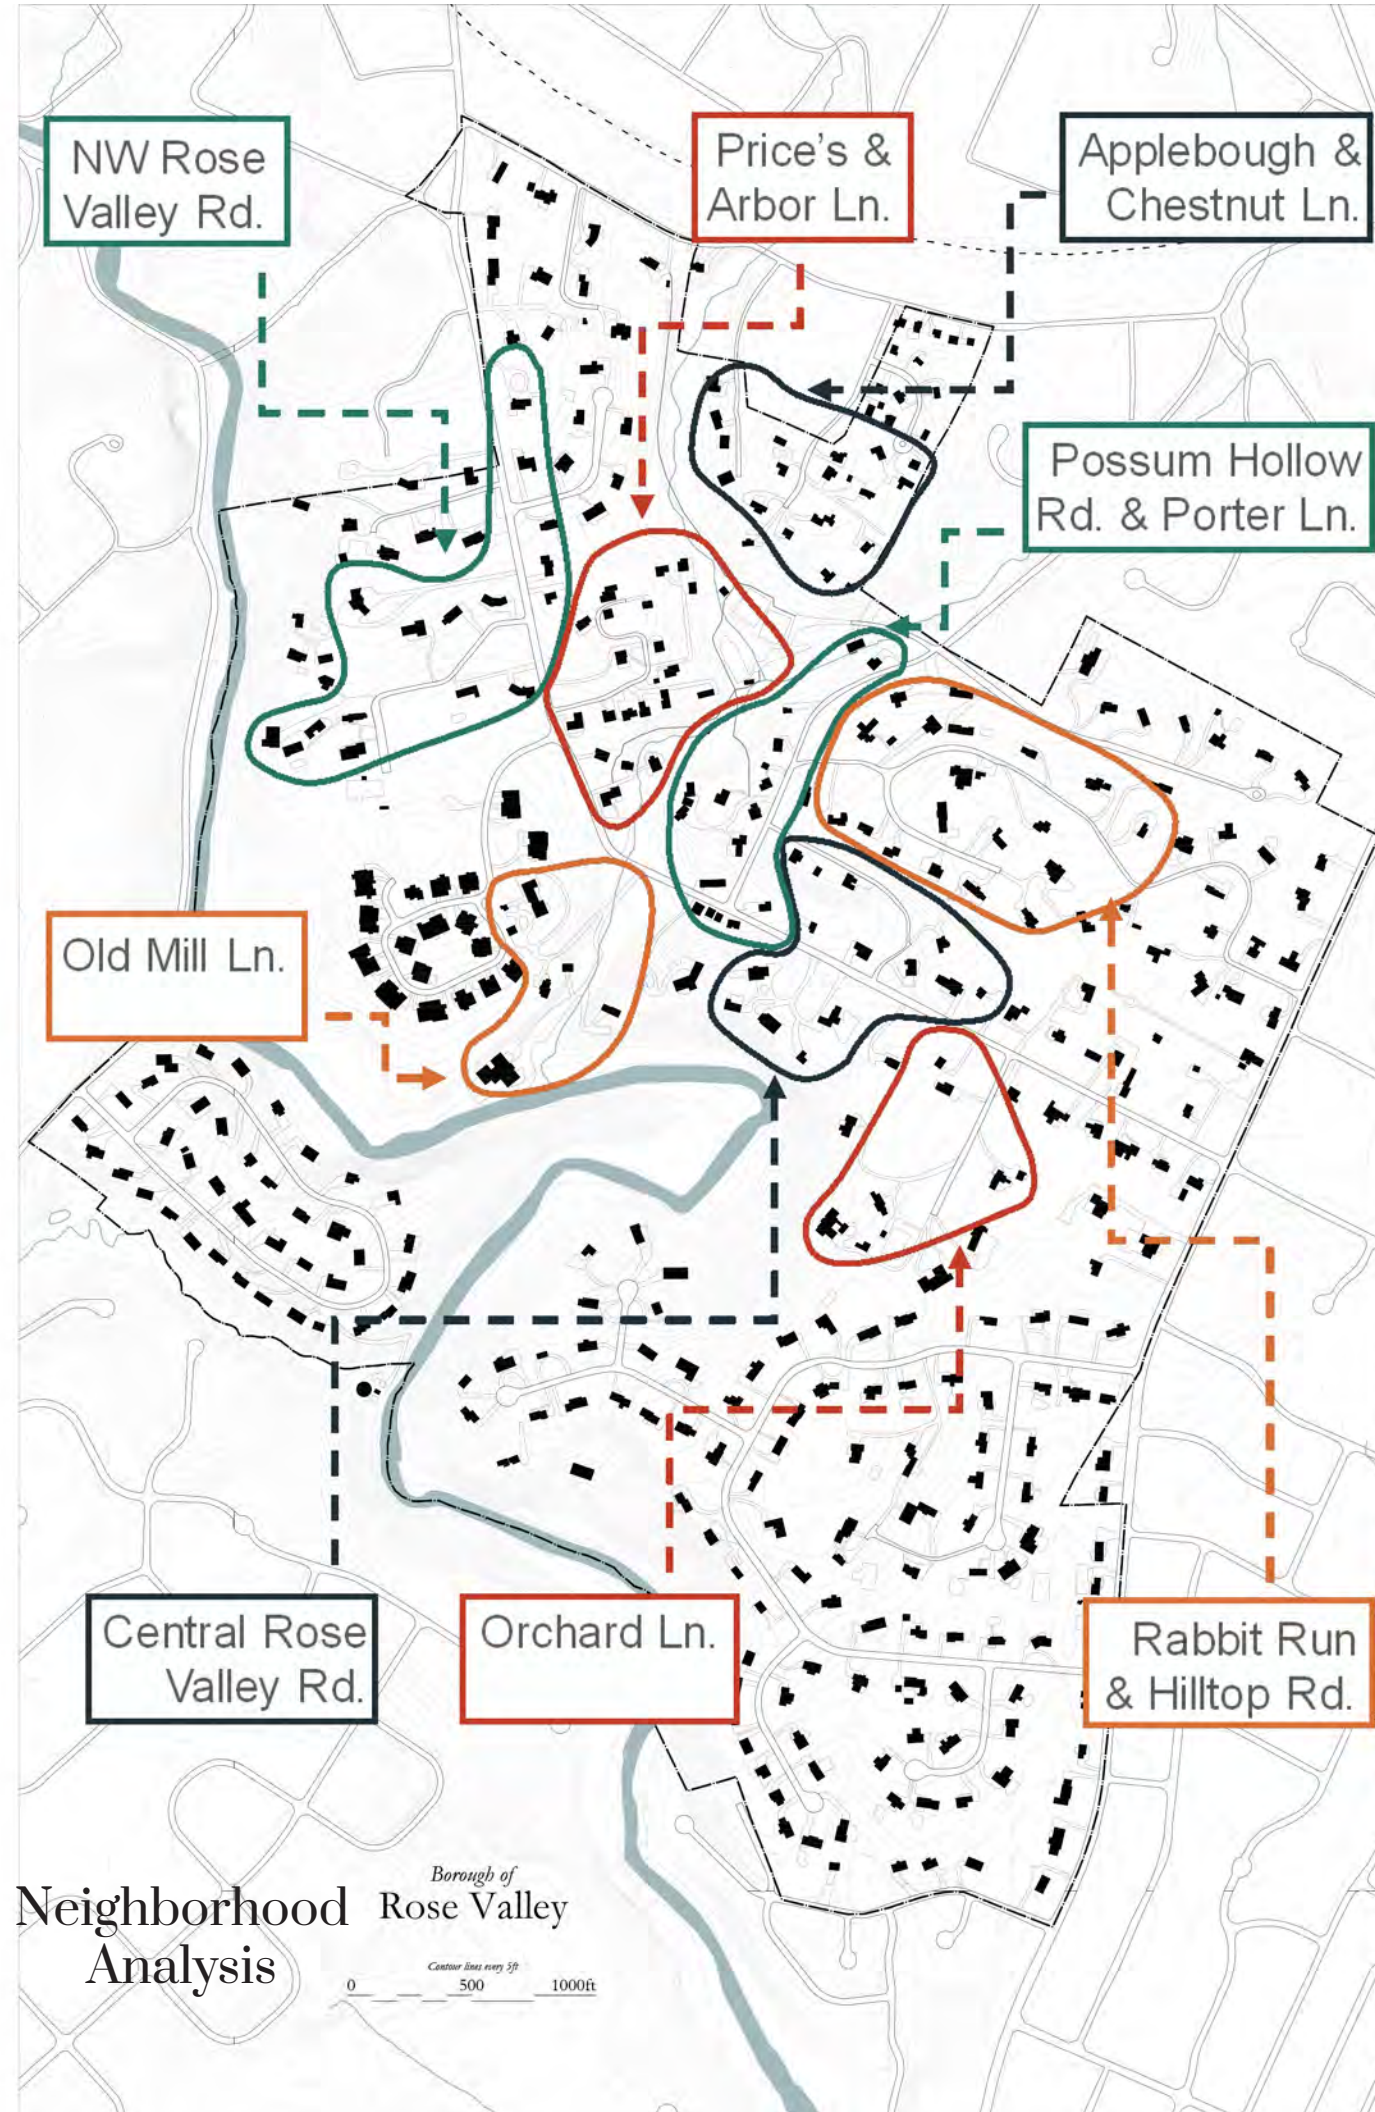 NW Rose
Valley Rd.
Price's &
Arbor Ln.
Applebough &
Chestnut Ln.
Possum Hollow
Rd. & Porter Ln.
Old Mill Ln.
Central Rose
Valley Rd.
Orchard Ln.
Rabbit Run
& Hilltop Rd.
Neighborhood
Analysis
Borough of
Rose Valley
Contour lines every 5ft
0 500 1000ft